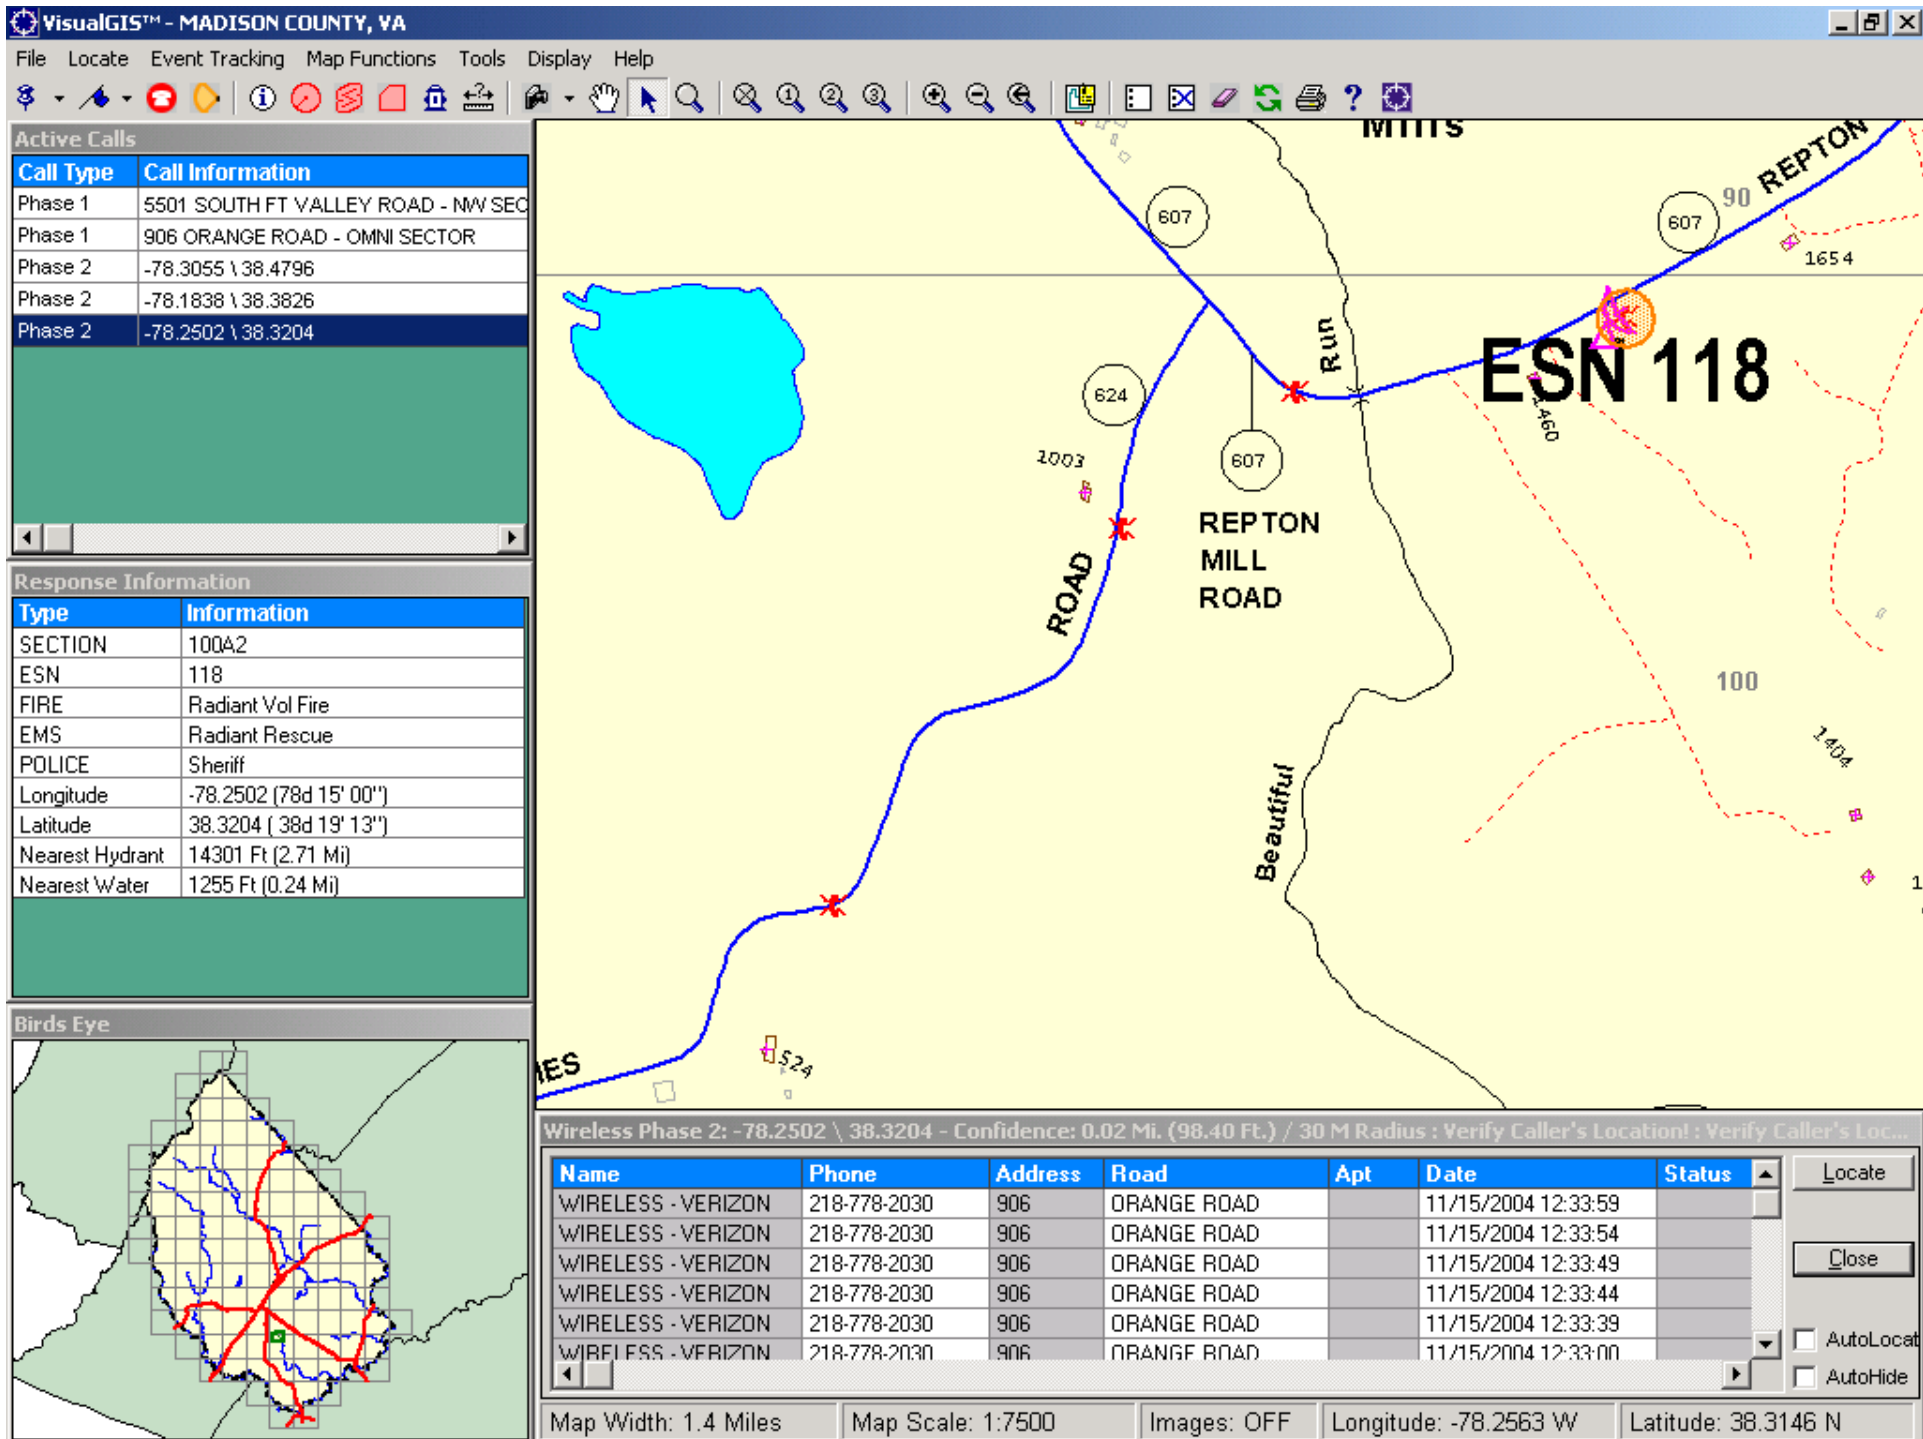 VisualGIS™ - MADISON COUNTY, VA
File Locate Event Tracking Map Functions Tools Display Help
Active Calls
Call Type Call Information
Phase 1 5501 SOUTH FT VALLEY ROAD - NW SEC
Phase 1 906 ORANGE ROAD - OMNI SECTOR
Phase 2 -78.3055 \ 38.4796
Phase 2 -78.1838 \ 38.3826
Phase 2 -78.2502 \ 38.3204
Response Information
Type Information
SECTION 100A2
ESN 118
FIRE Radiant Vol Fire
EMS Radiant Rescue
POLICE Sheriff
Longitude -78.2502 (78d 15' 00")
Latitude 38.3204 ( 38d 19' 13")
Nearest Hydrant 14301 Ft (2.71 Mi)
Nearest Water 1255 Ft (0.24 Mi)
Birds Eye
REPTON
90
607
607
1654
Run
ESN 118
1460
624
1003
607
REPTON
MILL
ROAD
ROAD
100
1404
Beautiful
524
IES
Wireless Phase 2: -78.2502 \ 38.3204 - Confidence: 0.02 Mi. (98.40 Ft.) / 30 M Radius : Verify Caller's Location! : Verify Caller's Loc...
Name Phone Address Road Apt Date Status
WIRELESS - VERIZON 218-778-2030 906 ORANGE ROAD 11/15/2004 12:33:59
WIRELESS - VERIZON 218-778-2030 906 ORANGE ROAD 11/15/2004 12:33:54
WIRELESS - VERIZON 218-778-2030 906 ORANGE ROAD 11/15/2004 12:33:49
WIRELESS - VERIZON 218-778-2030 906 ORANGE ROAD 11/15/2004 12:33:44
WIRELESS - VERIZON 218-778-2030 906 ORANGE ROAD 11/15/2004 12:33:39
WIRELESS - VERIZON 218-778-2030 906 ORANGE ROAD 11/15/2004 12:33:00
Locate
Close
AutoLocat
AutoHide
Map Width: 1.4 Miles Map Scale: 1:7500 Images: OFF Longitude: -78.2563 W Latitude: 38.3146 N